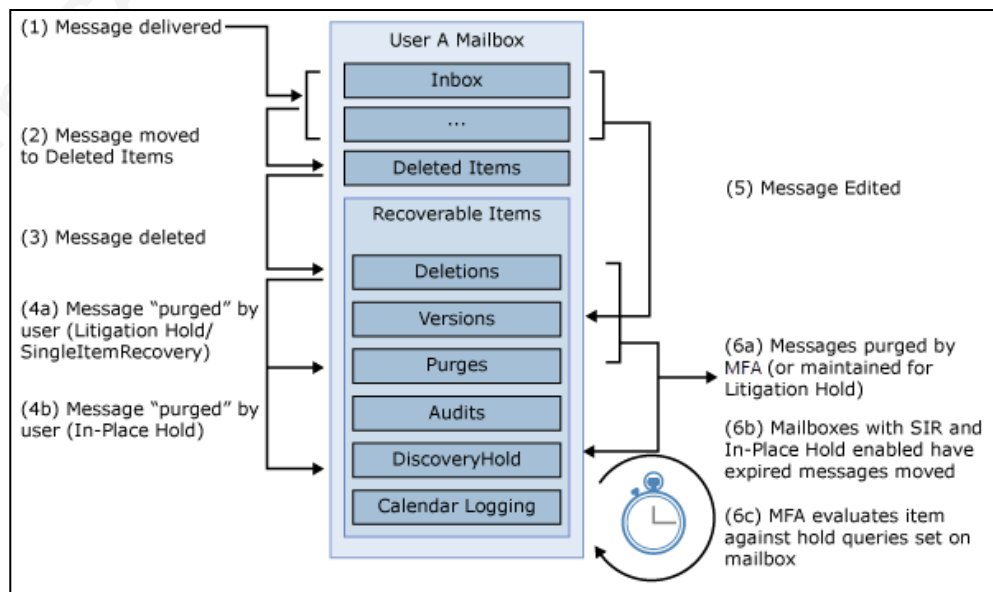 (1) Message delivered
(2) Message moved
to Deleted Items
(3) Message deleted
(4a) Message “purged” by
user (Litigation Hold/
SingleItemRecovery)
(4b) Message “purged” by
user (In-Place Hold)
User A Mailbox
Inbox
...
Deleted Items
Recoverable Items
Deletions
Versions
Purges
Audits
DiscoveryHold
Calendar Logging
(5) Message Edited
(6a) Messages purged by
MFA (or maintained for
Litigation Hold)
(6b) Mailboxes with SIR and
In-Place Hold enabled have
expired messages moved
(6c) MFA evaluates item
against hold queries set on
mailbox